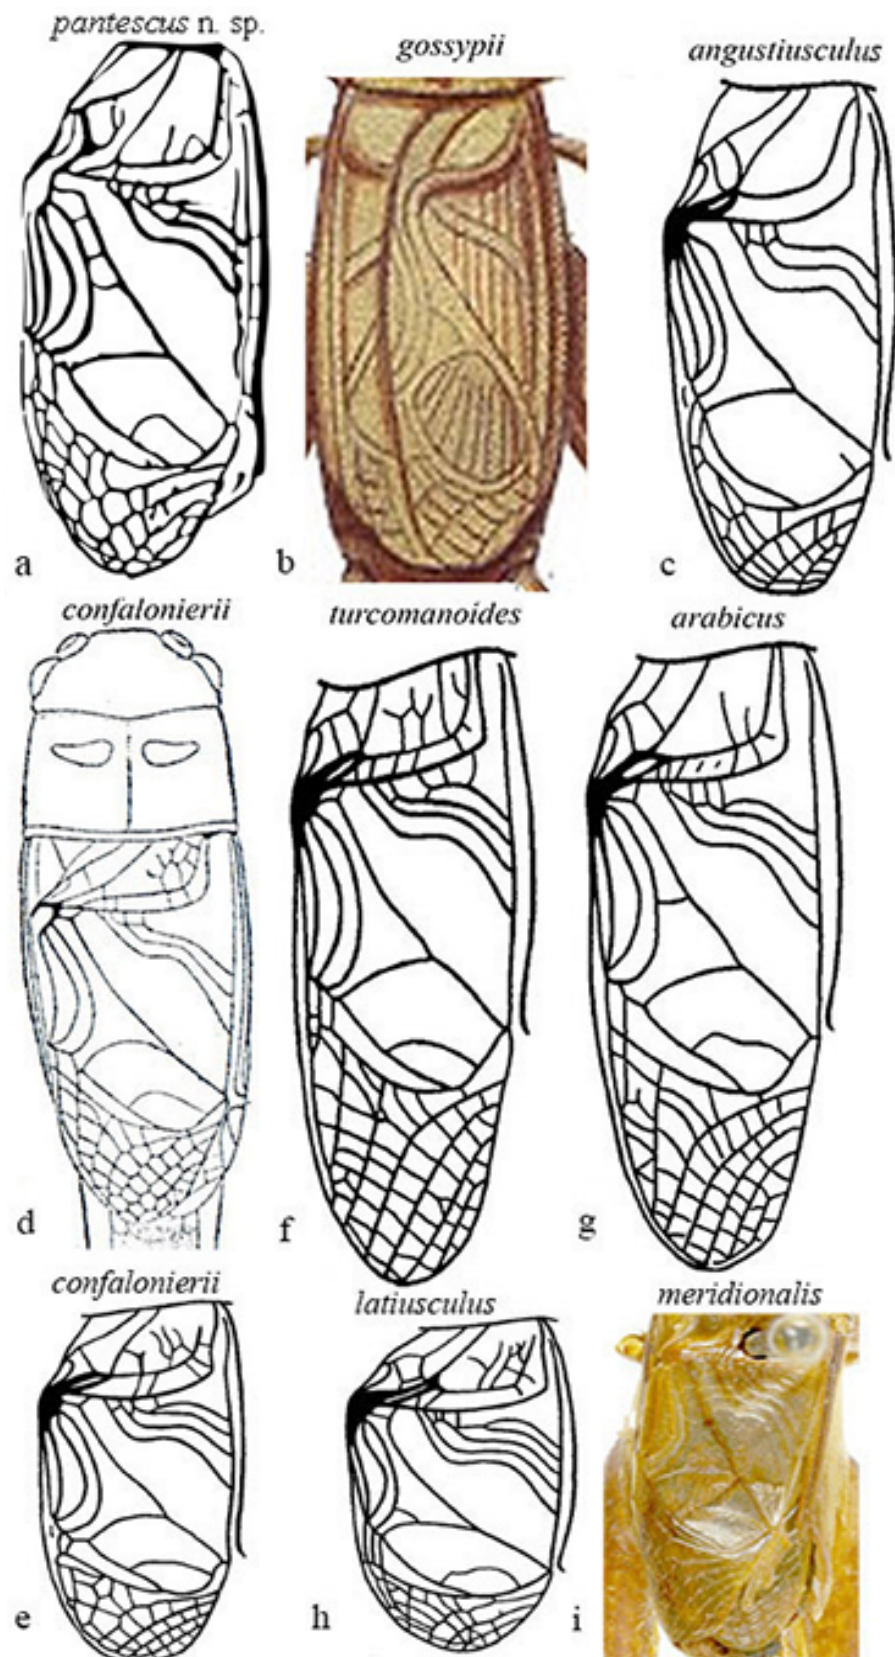 pantescus n. sp.
gossypii
angustiusculus
a
b
c
confalonierii
turcomanoides
arabicus
d
f
g
confalonierii
latiusculus
meridionalis
e
h
i